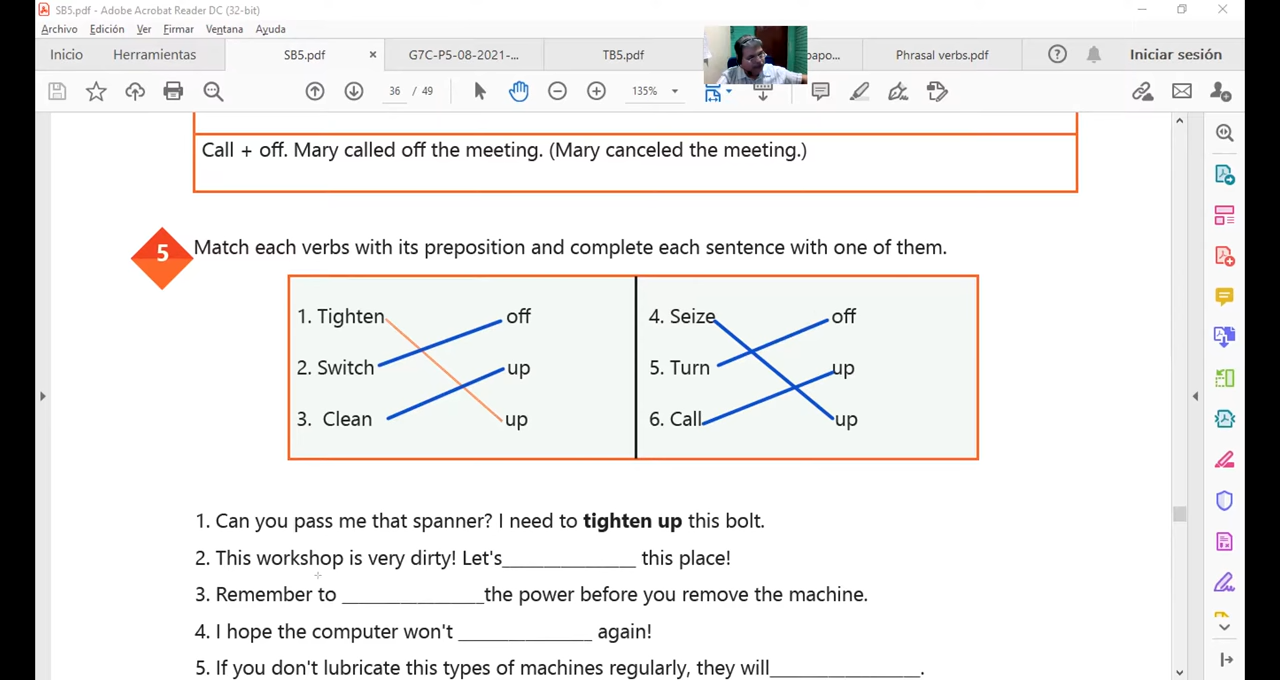 SB5.pdf - Adobe Acrobat Reader DC (32-bit)
Archivo Edición Ver Firmar Ventana Ayuda
Inicio Herramientas SB5.pdf G7C-P5-08-2021-... TB5.pdf papo... Phrasal verbs.pdf Iniciar sesión
36 / 49 135%
Call + off. Mary called off the meeting. (Mary canceled the meeting.)
5 Match each verbs with its preposition and complete each sentence with one of them.
1. Tighten off 4. Seize off
2. Switch up 5. Turn up
3. Clean up 6. Call up
1. Can you pass me that spanner? I need to tighten up this bolt.
2. This workshop is very dirty! Let's______________ this place!
3. Remember to _______________the power before you remove the machine.
4. I hope the computer won't ______________ again!
5. If you don't lubricate this types of machines regularly, they will________________.